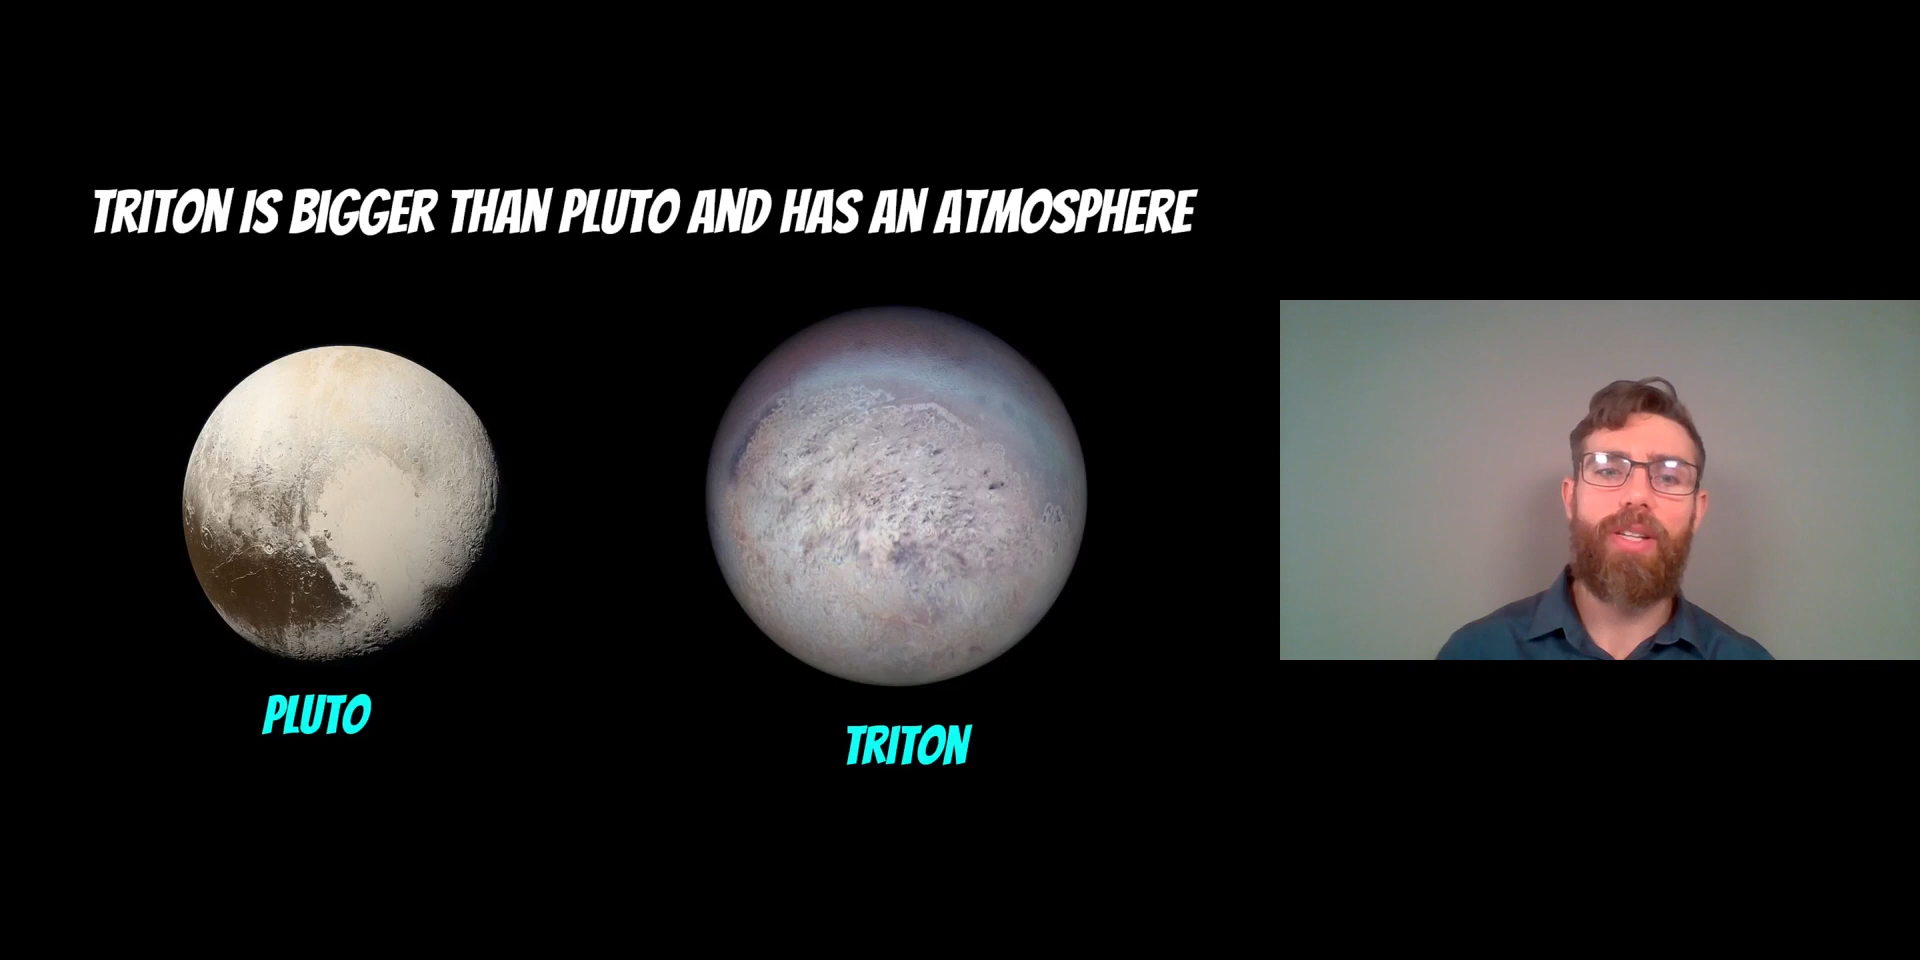 TRITON IS BIGGER THAN PLUTO AND HAS AN ATMOSPHERE
PLUTO
TRITON